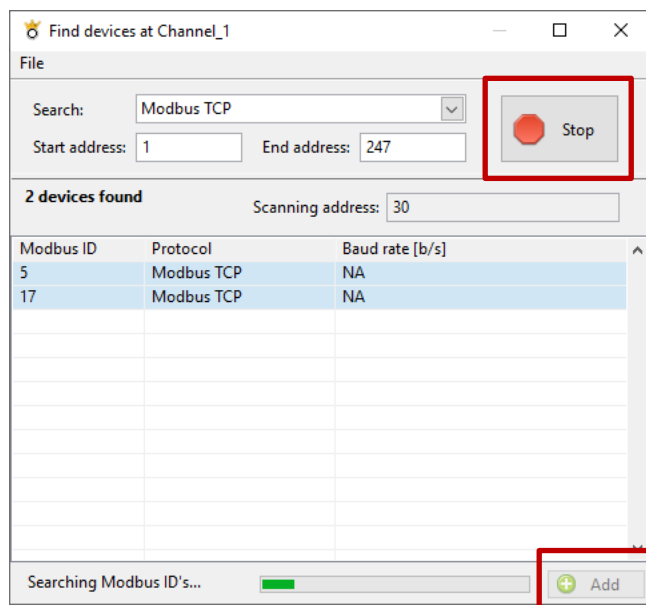 Find devices at Channel_1
File
Search: Modbus TCP
Stop
Start address: 1 End address: 247
2 devices found
Scanning address: 30
Modbus ID Protocol Baud rate [b/s]
5 Modbus TCP NA
17 Modbus TCP NA
Searching Modbus ID's...
Add